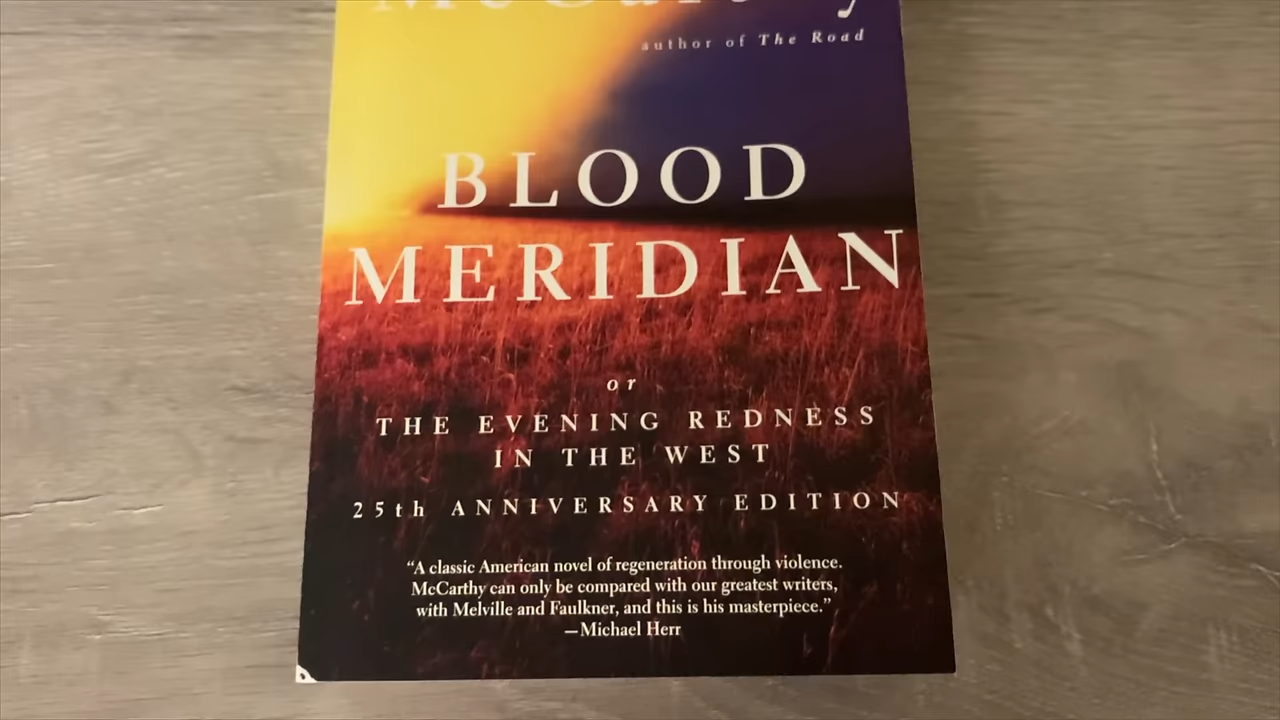 McCarthy
author of The Road
BLOOD
MERIDIAN
or
THE EVENING REDNESS
IN THE WEST
25th ANNIVERSARY EDITION
“A classic American novel of regeneration through violence.
McCarthy can only be compared with our greatest writers,
with Melville and Faulkner, and this is his masterpiece.”
—Michael Herr